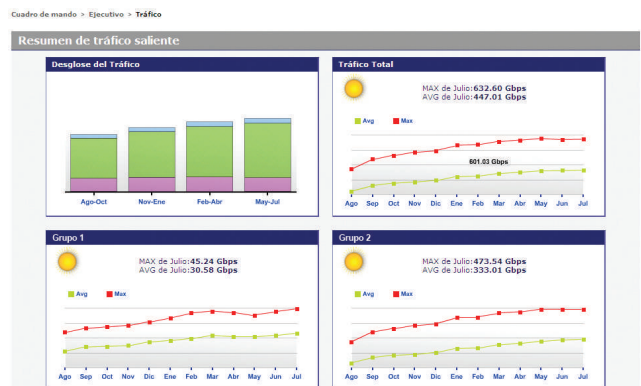 Cuadro de mando > Ejecutivo > Tráfico
Resumen de tráfico saliente
Desglose del Tráfico
Ago-Oct Nov-Ene Feb-Abr May-Jul
Tráfico Total
MAX de Julio:632.60 Gbps
AVG de Julio:447.01 Gbps
Avg Max
601.03 Gbps
Ago Sep Oct Nov Dic Ene Feb Mar Abr May Jun Jul
Grupo 1
MAX de Julio:45.24 Gbps
AVG de Julio:30.58 Gbps
Avg Max
Ago Sep Oct Nov Dic Ene Feb Mar Abr May Jun Jul
Grupo 2
MAX de Julio:473.54 Gbps
AVG de Julio:333.01 Gbps
Avg Max
Ago Sep Oct Nov Dic Ene Feb Mar Abr May Jun Jul